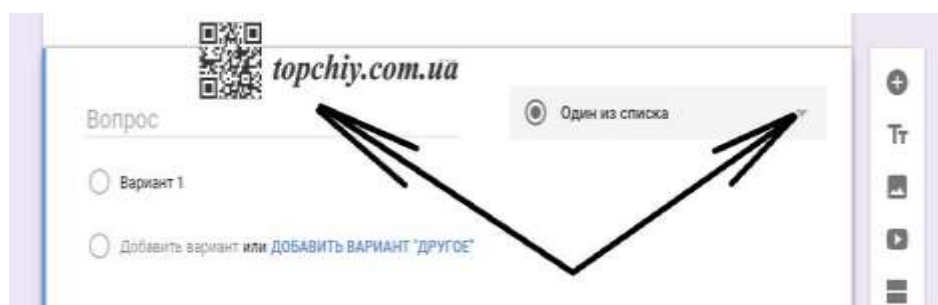 topchiy.com.ua
Вопрос
Один из списка
Вариант 1
Добавить вариант или ДОБАВИТЬ ВАРИАНТ "ДРУГОЕ"
Тт